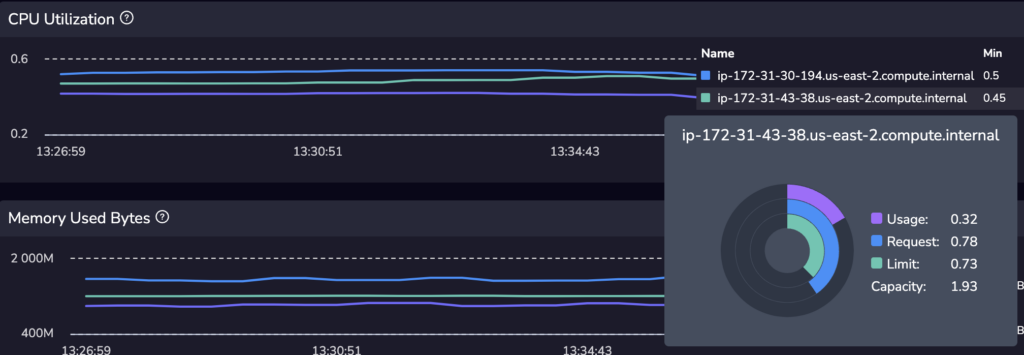 CPU Utilization ?
0.6
0.2
13:26:59 13:30:51 13:34:43
Name Min
ip-172-31-30-194.us-east-2.compute.internal 0.5
ip-172-31-43-38.us-east-2.compute.internal 0.45
ip-172-31-43-38.us-east-2.compute.internal
Usage: 0.32
Request: 0.78
Limit: 0.73
Capacity: 1.93
Memory Used Bytes ?
2 000M
400M
13:26:59 13:30:51 13:34:43
B
B